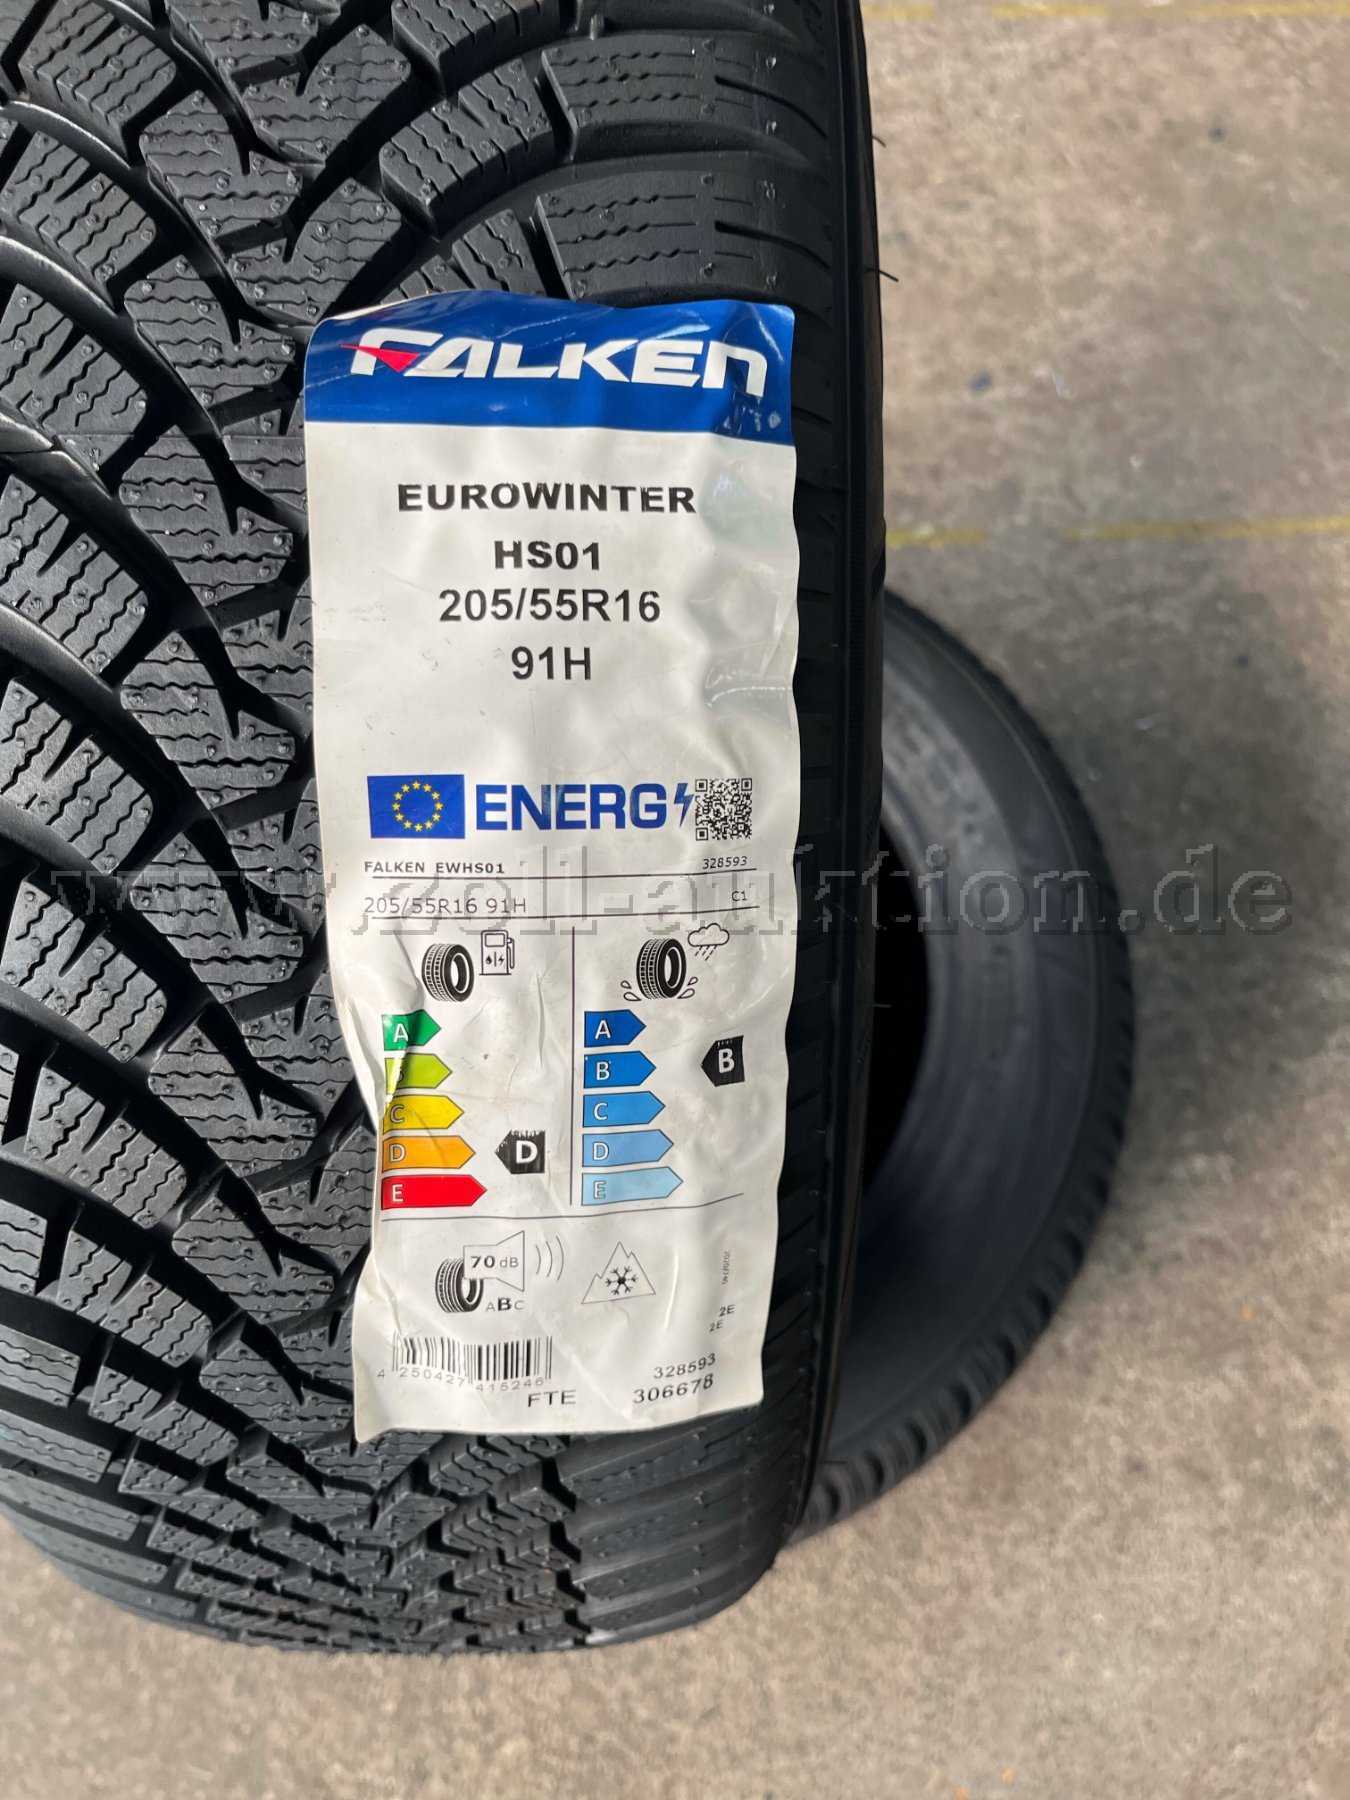 FALKEN
EUROWINTER
HS01
205/55R16
91H
ENERG
FALKEN EWHS01 328593
205/55R16 91H C1
www.zoll-auktion.de
A A
B B B
C C
D D D
E E
70 dB
ABC
2E
2E
4 250427 415246
328593
FTE 306678